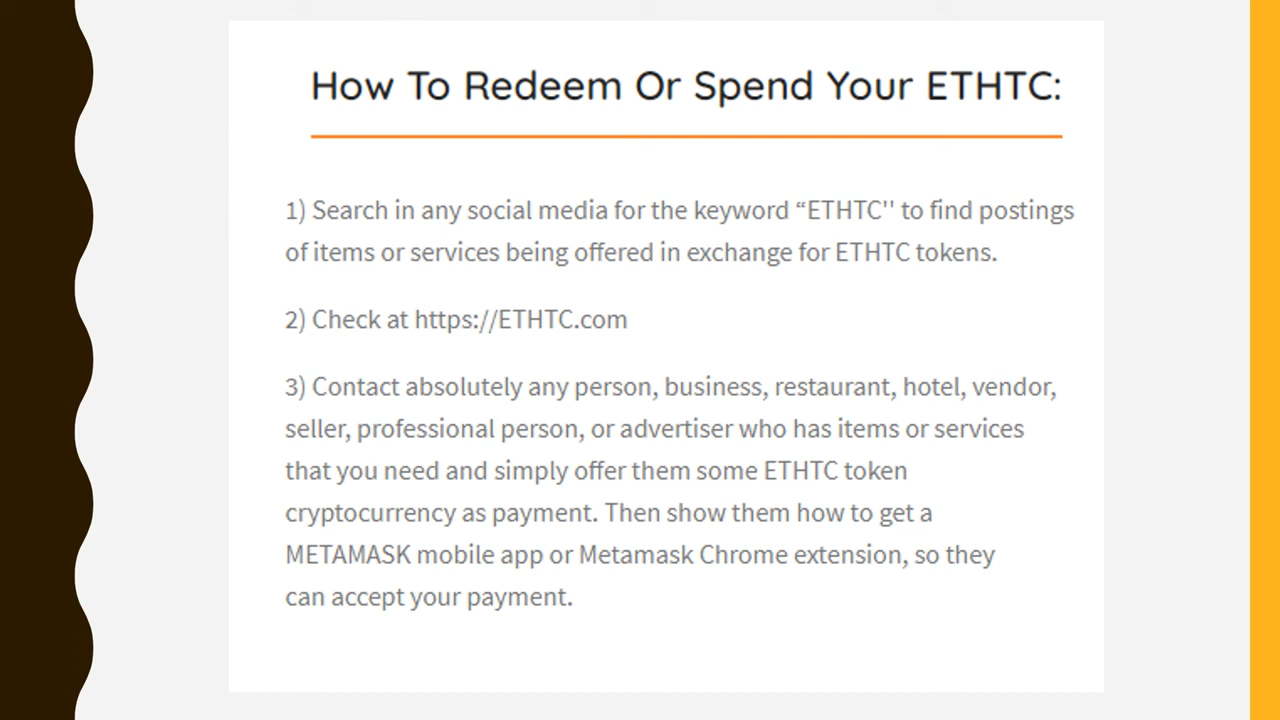 How To Redeem Or Spend Your ETHTC:
1) Search in any social media for the keyword “ETHTC'' to find postings
of items or services being offered in exchange for ETHTC tokens.
2) Check at https://ETHTC.com
3) Contact absolutely any person, business, restaurant, hotel, vendor,
seller, professional person, or advertiser who has items or services
that you need and simply offer them some ETHTC token
cryptocurrency as payment. Then show them how to get a
METAMASK mobile app or Metamask Chrome extension, so they
can accept your payment.